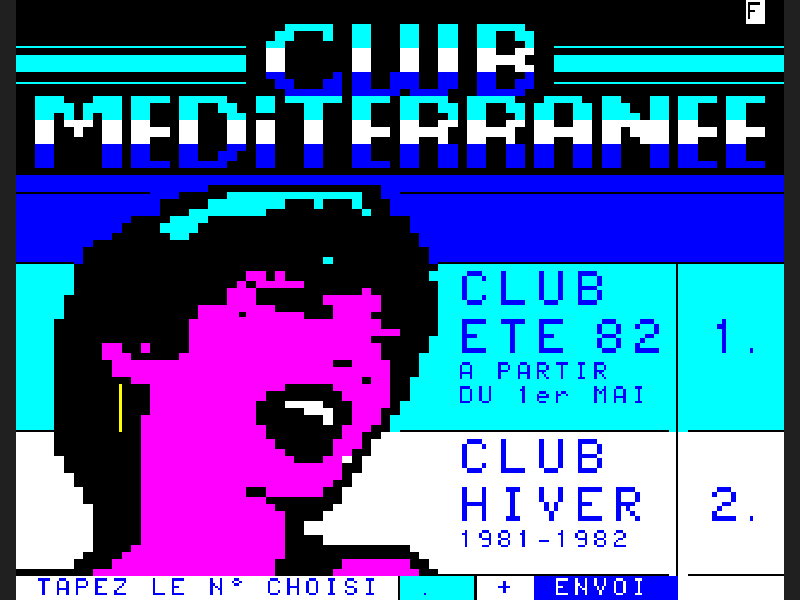 F
CLUB
MEDiTERRANEE
CLUB
ETE 82 1.
A PARTIR
DU 1er MAI
CLUB
HIVER 2.
1981-1982
TAPEZ LE N° CHOISI . + ENVOI